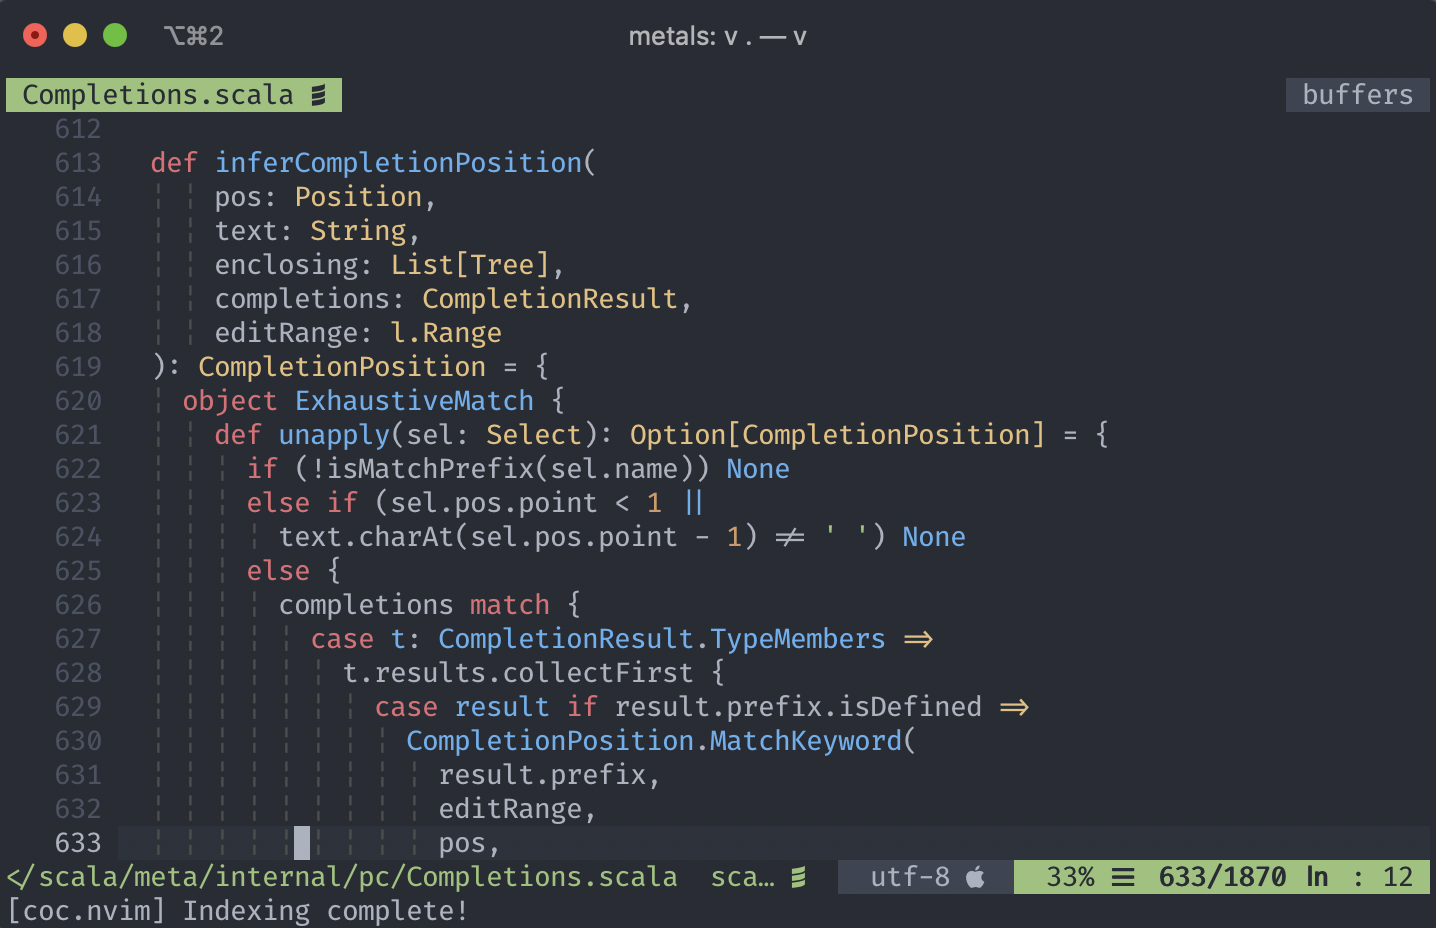 ⌥⌘2 metals: v . — v
Completions.scala buffers
612
613 def inferCompletionPosition(
614 pos: Position,
615 text: String,
616 enclosing: List[Tree],
617 completions: CompletionResult,
618 editRange: l.Range
619 ): CompletionPosition = {
620 object ExhaustiveMatch {
621 def unapply(sel: Select): Option[CompletionPosition] = {
622 if (!isMatchPrefix(sel.name)) None
623 else if (sel.pos.point < 1 ||
624 text.charAt(sel.pos.point - 1) != ' ') None
625 else {
626 completions match {
627 case t: CompletionResult.TypeMembers =>
628 t.results.collectFirst {
629 case result if result.prefix.isDefined =>
630 CompletionPosition.MatchKeyword(
631 result.prefix,
632 editRange,
633 pos,
</scala/meta/internal/pc/Completions.scala sca… utf-8 33% ☰ 633/1870 ln : 12
[coc.nvim] Indexing complete!